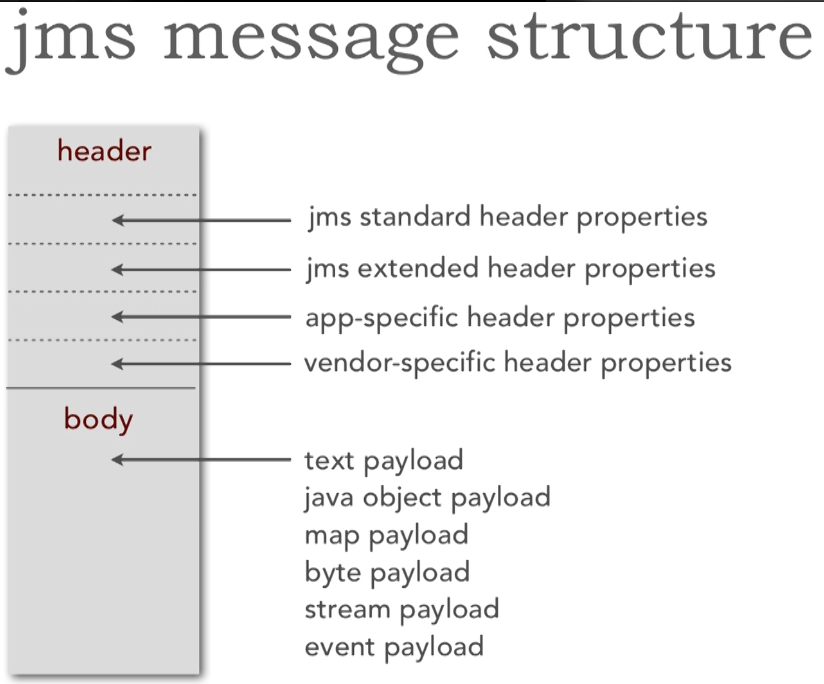 jms message structure
header
jms standard header properties
jms extended header properties
app-specific header properties
vendor-specific header properties
body
text payload
java object payload
map payload
byte payload
stream payload
event payload